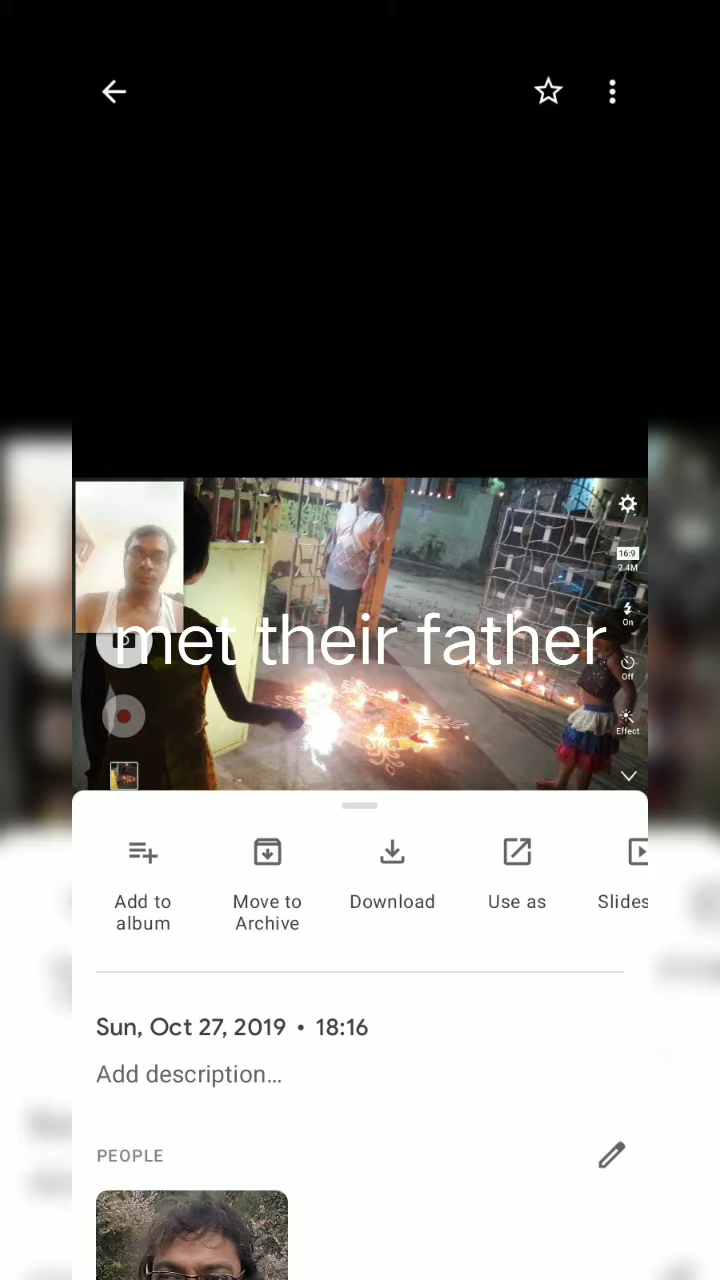 16:9
2.4M
On
met their father
Off
Effect
Add to album
Move to Archive
Download
Use as
Slides
Sun, Oct 27, 2019 • 18:16
Add description...
PEOPLE